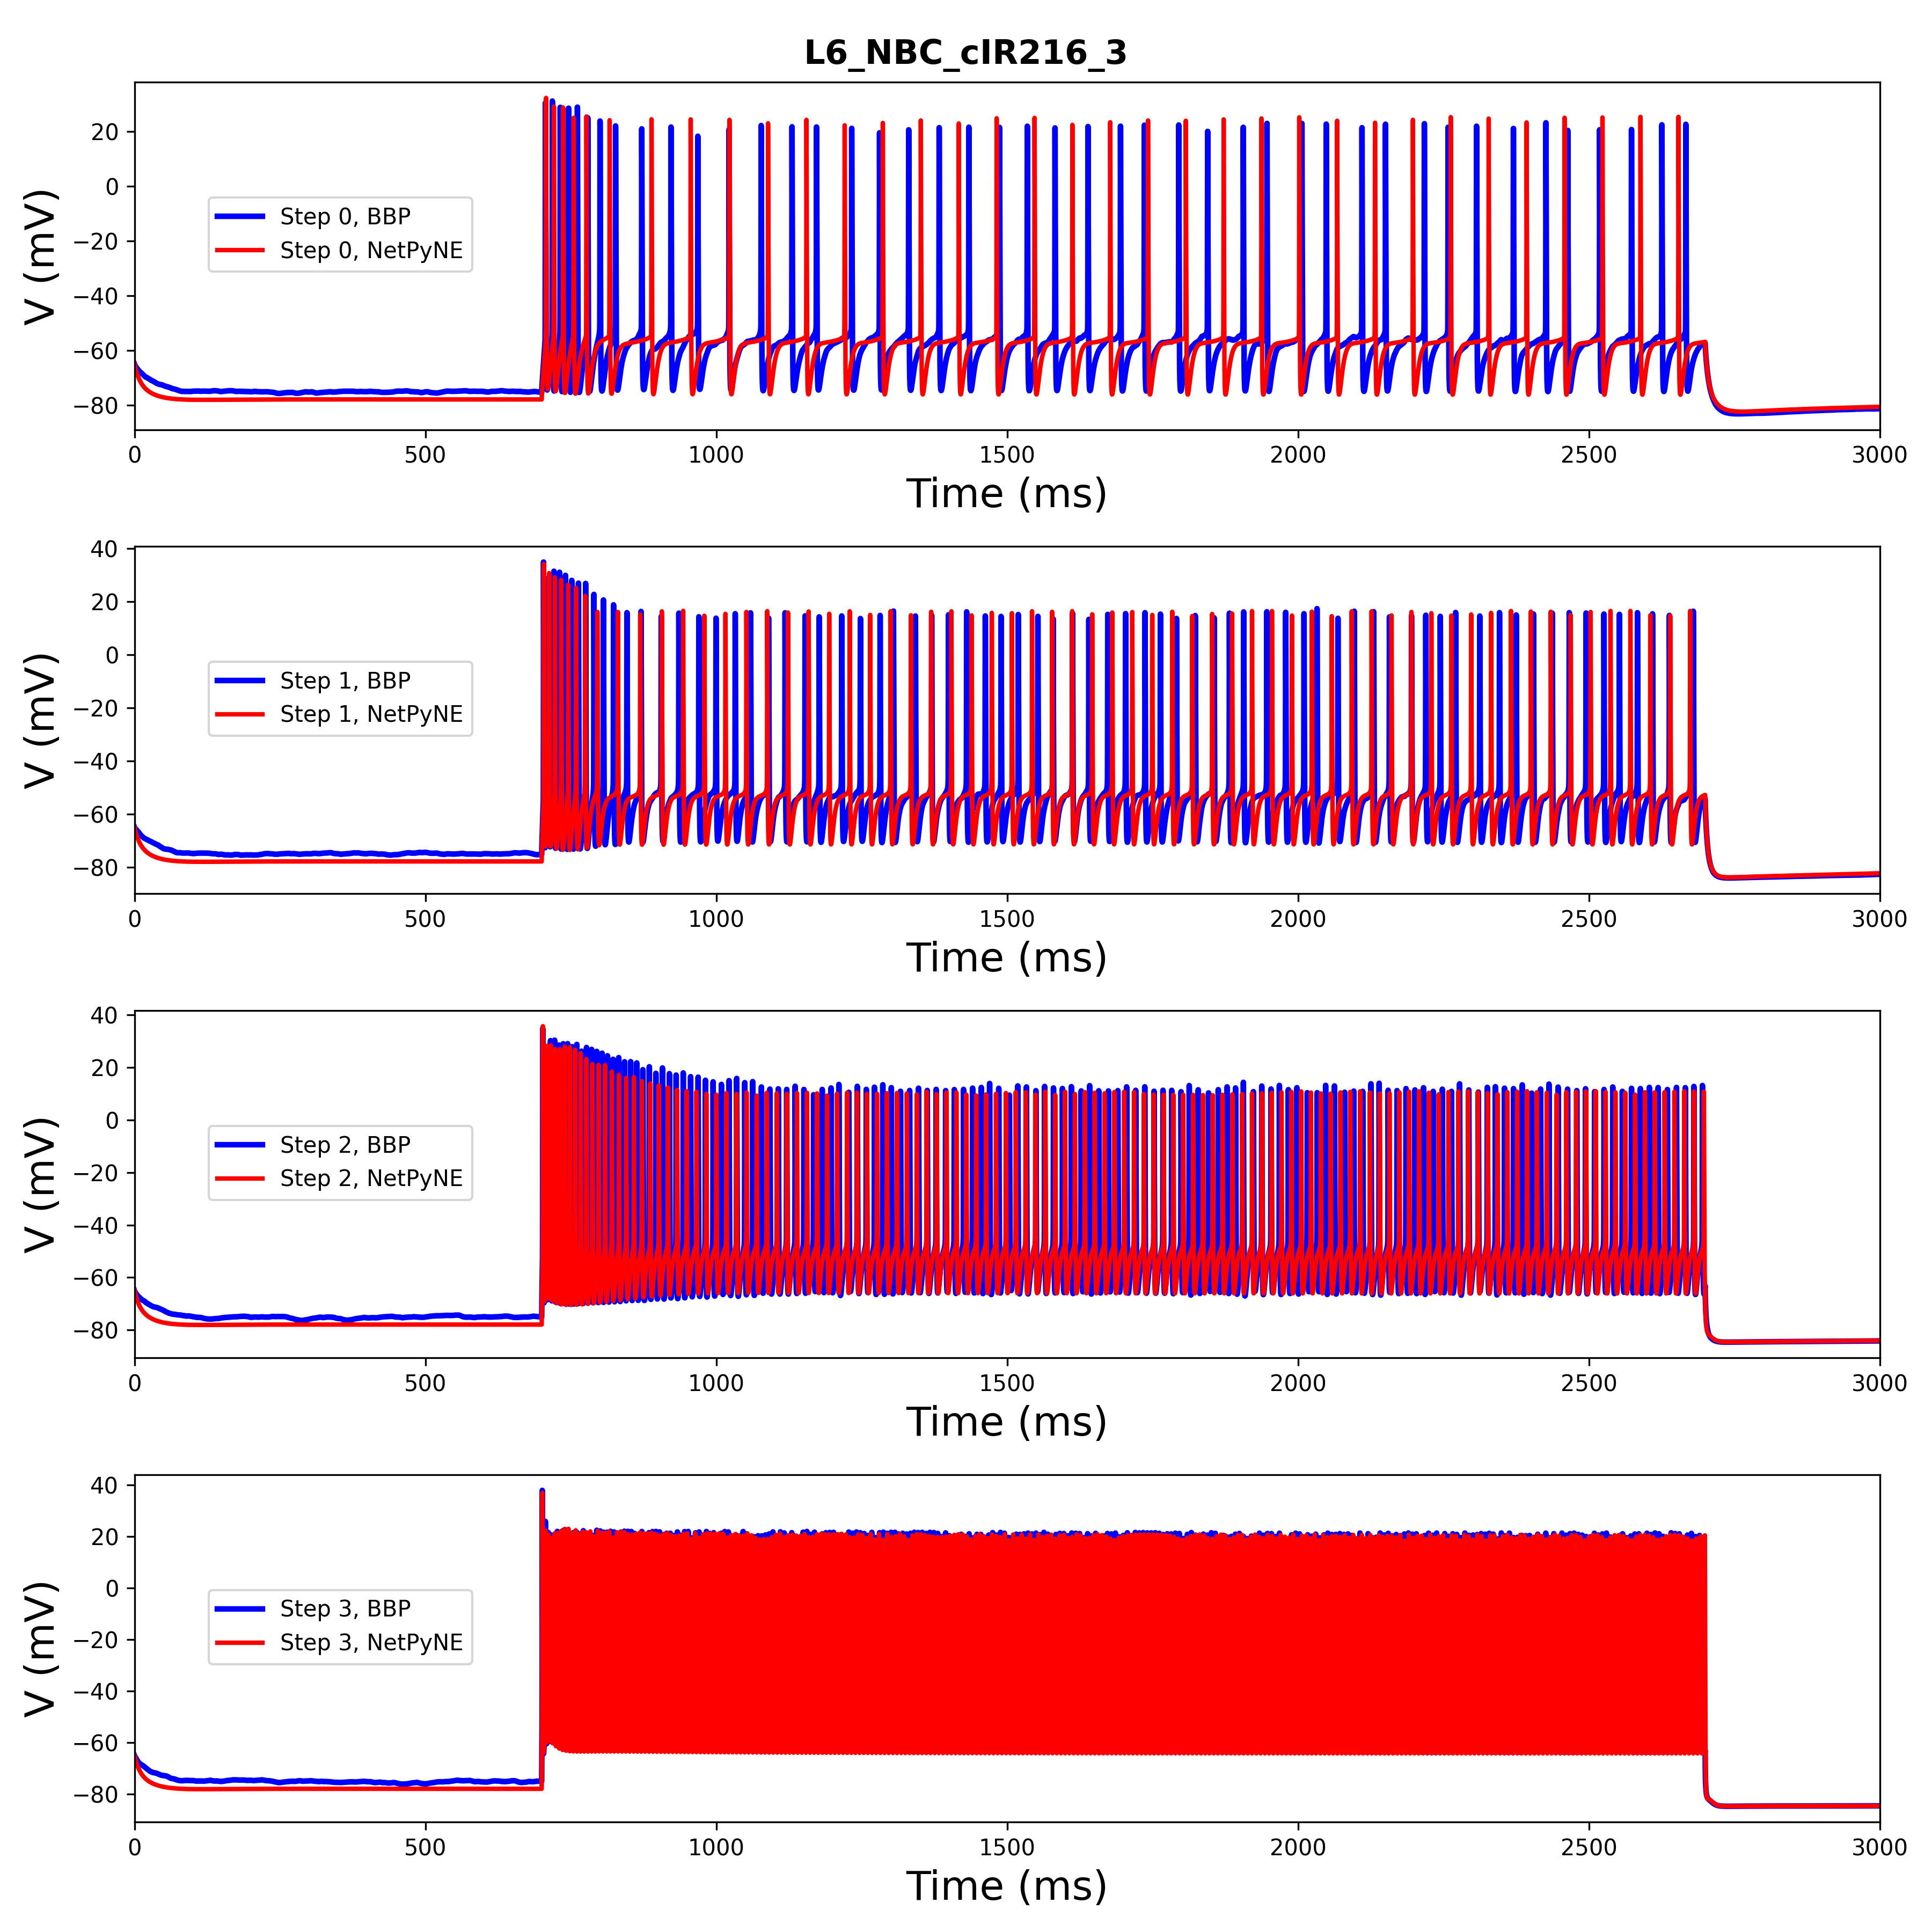 L6_NBC_cIR216_3
20
0
−20
−40
−60
−80
V (mV)
Step 0, BBP
Step 0, NetPyNE
0 500 1000 1500 2000 2500 3000
Time (ms)
40
20
0
−20
−40
−60
−80
V (mV)
Step 1, BBP
Step 1, NetPyNE
0 500 1000 1500 2000 2500 3000
Time (ms)
40
20
0
−20
−40
−60
−80
V (mV)
Step 2, BBP
Step 2, NetPyNE
0 500 1000 1500 2000 2500 3000
Time (ms)
40
20
0
−20
−40
−60
−80
V (mV)
Step 3, BBP
Step 3, NetPyNE
0 500 1000 1500 2000 2500 3000
Time (ms)